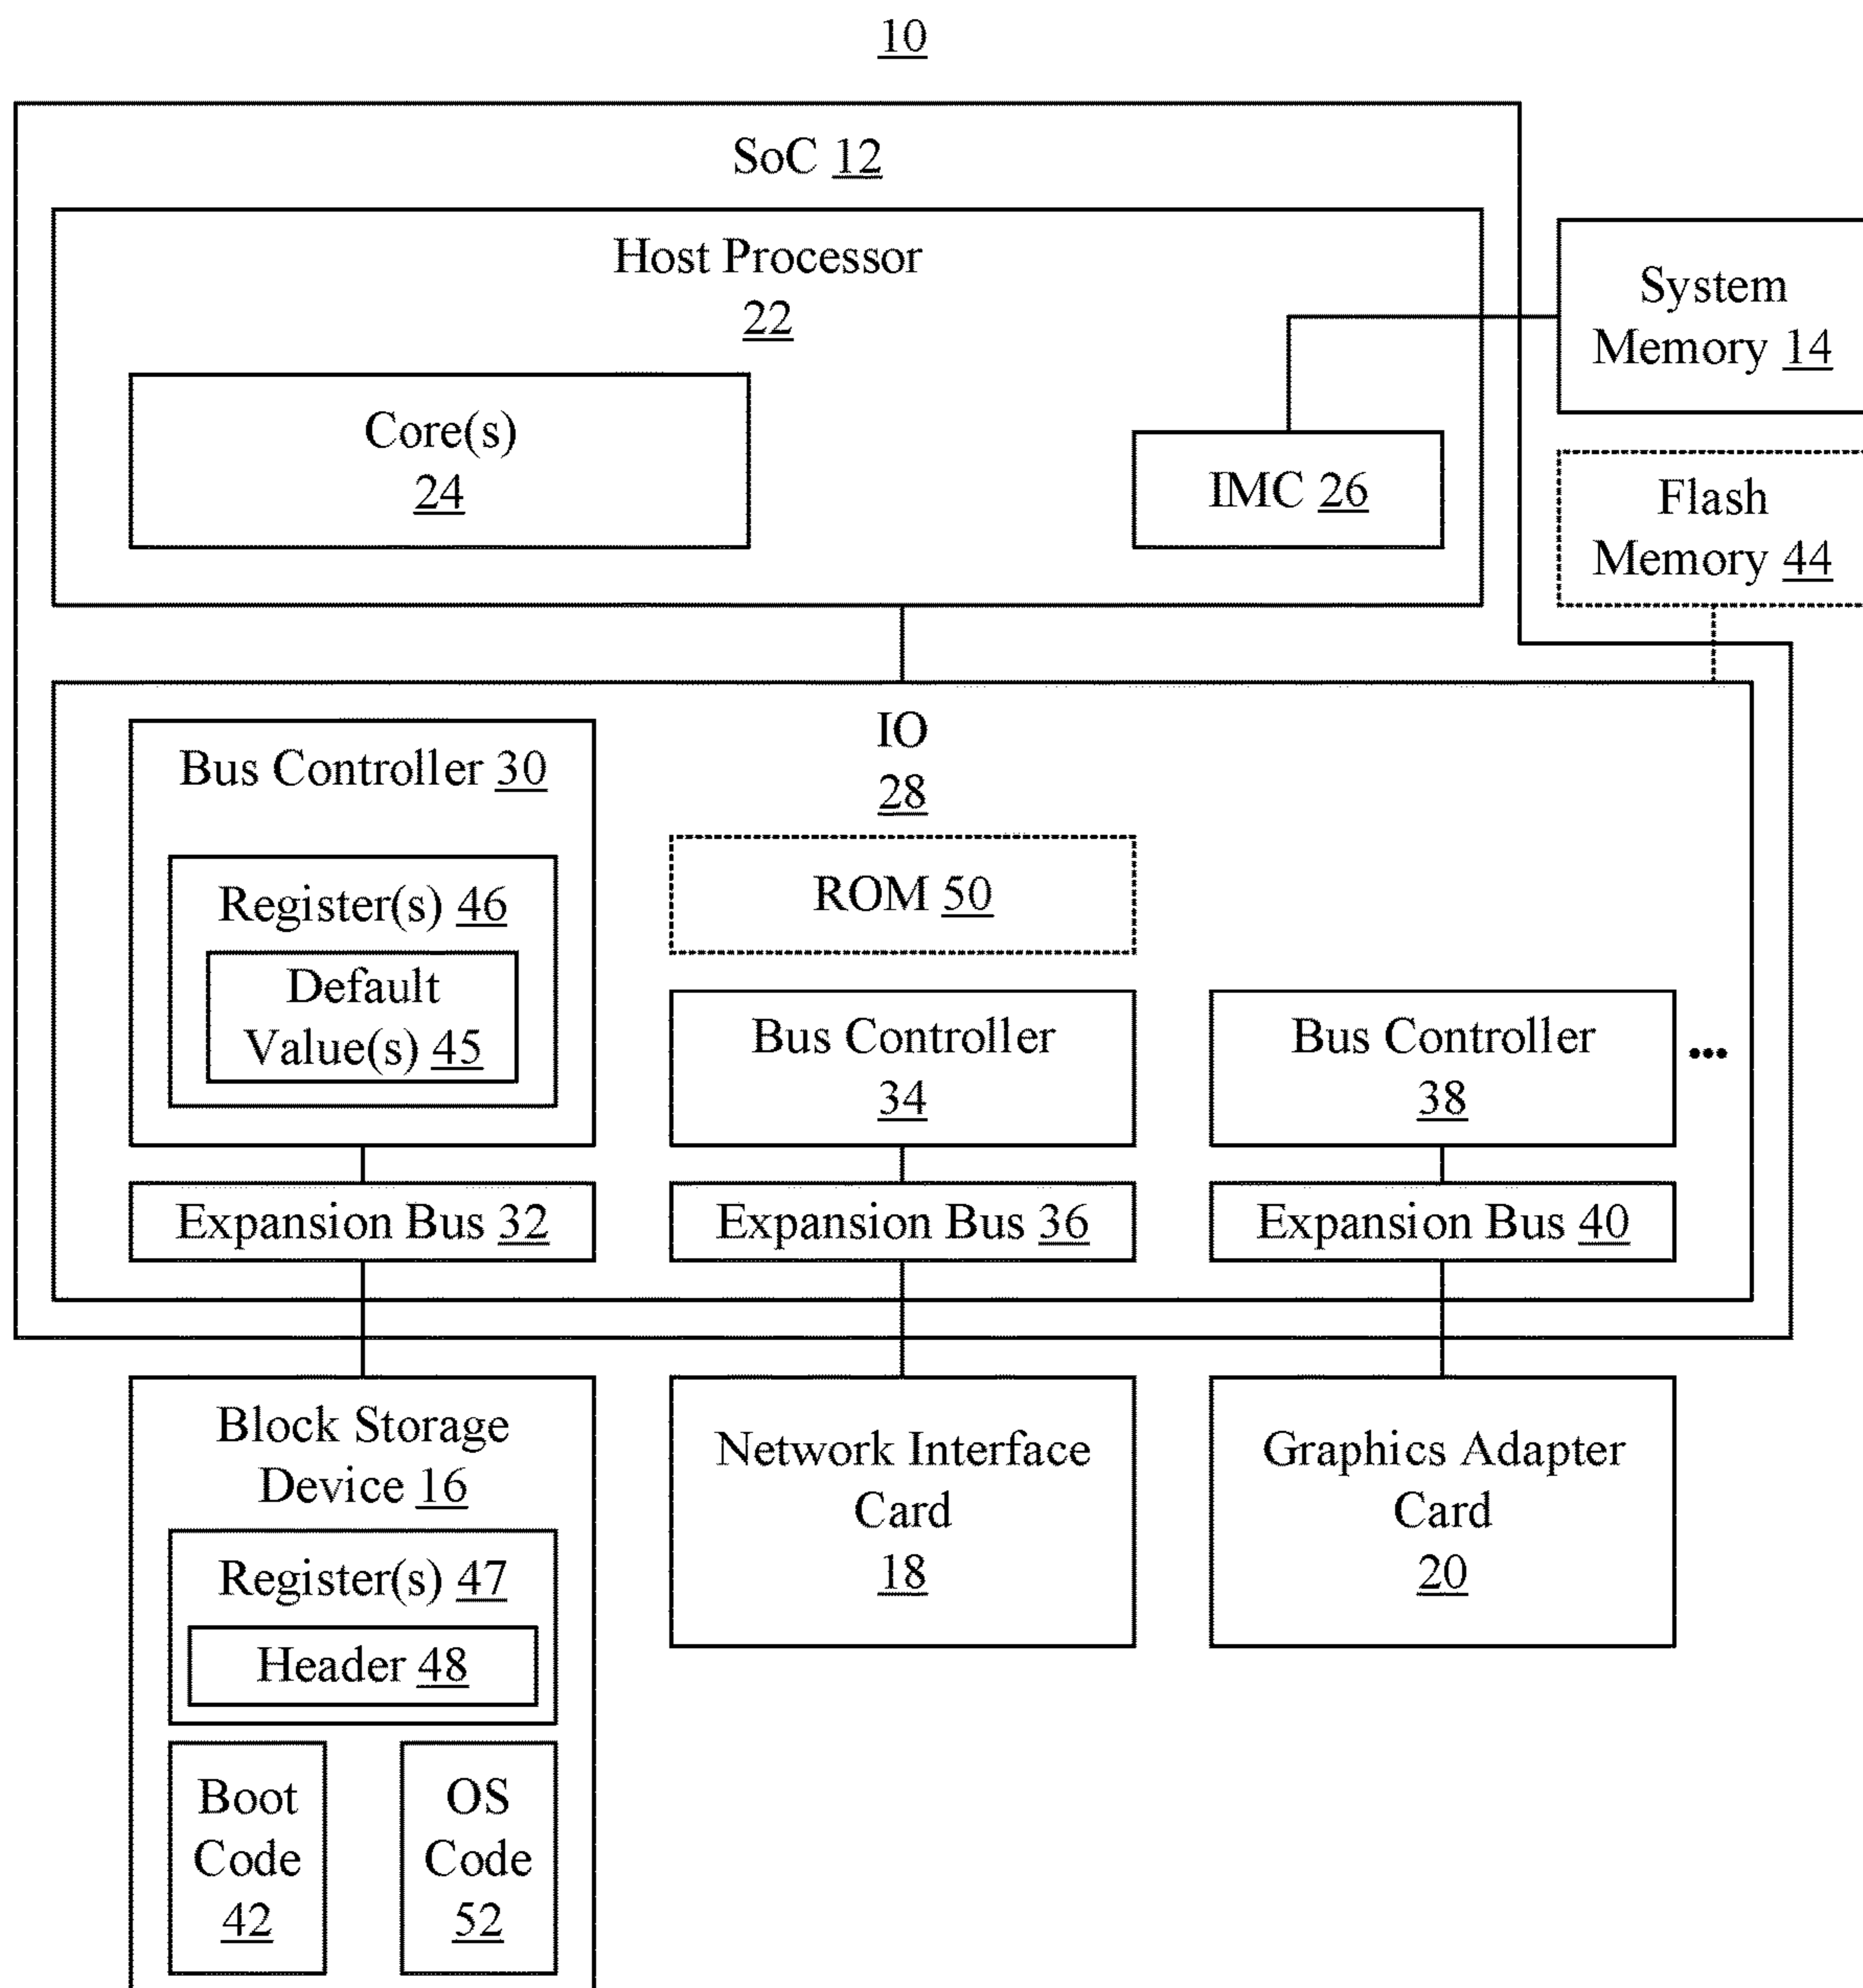 10
SoC 12
Host Processor
22
System
Memory 14
Core(s)
24
IMC 26
Flash
Memory 44
IO
28
Bus Controller 30
Register(s) 46
Default
Value(s) 45
ROM 50
Bus Controller
34
Bus Controller
38
...
Expansion Bus 32
Expansion Bus 36
Expansion Bus 40
Block Storage
Device 16
Register(s) 47
Header 48
Boot
Code
42
OS
Code
52
Network Interface
Card
18
Graphics Adapter
Card
20